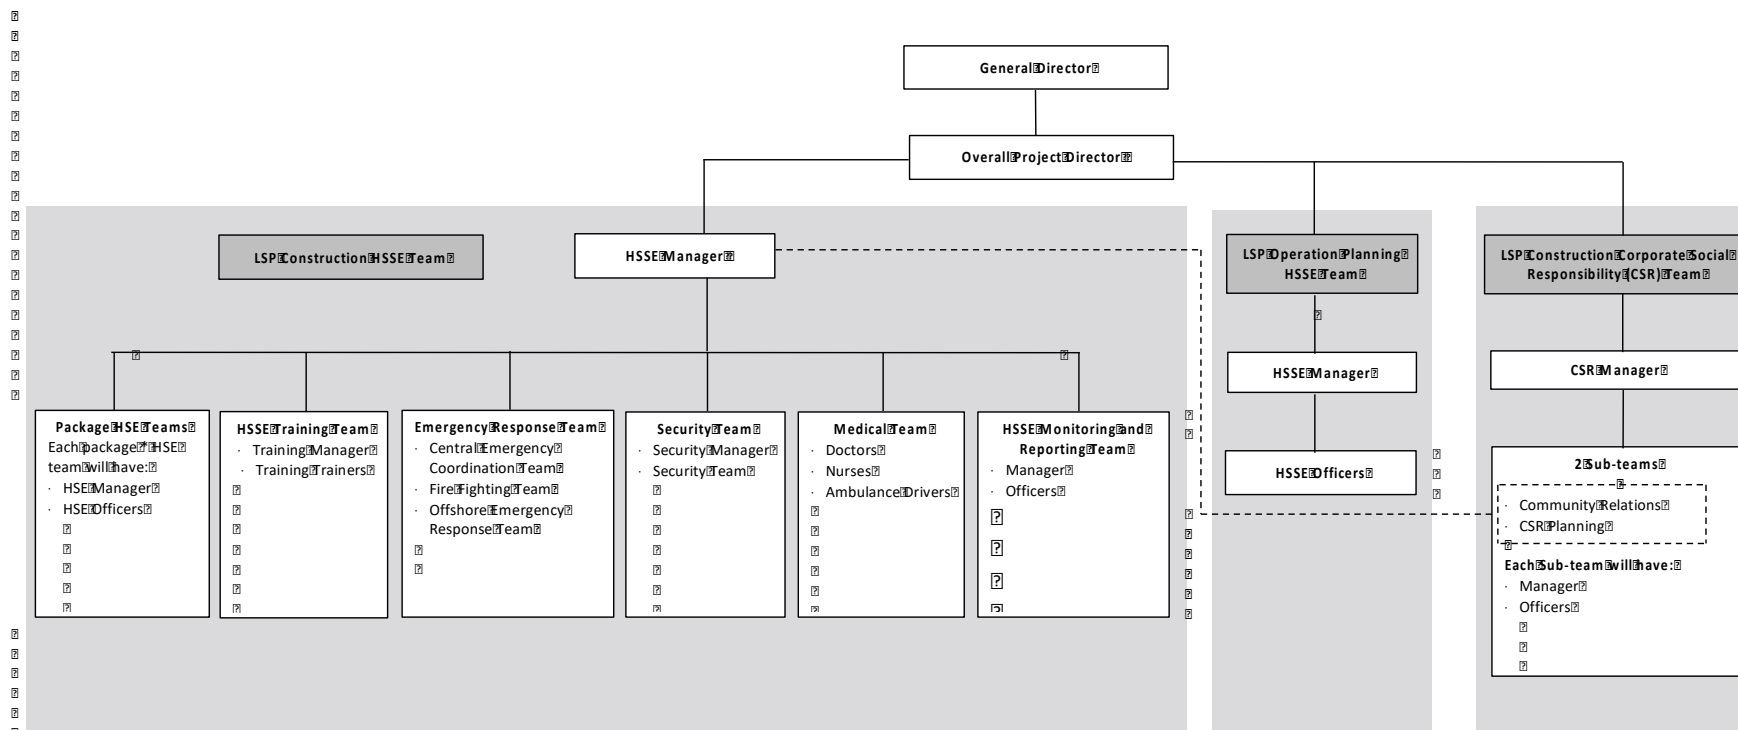 General Director
Overall Project Director
LSP Construction HSSE Team
HSSE Manager
LSP Operation Planning
HSSE Team
LSP Construction Corporate Social
Responsibility (CSR) Team
HSSE Manager
CSR Manager
Package HSE Teams
Each package * HSE
team will have:
· HSE Manager
· HSE Officers
HSSE Training Team
· Training Manager
· Training Trainers
Emergency Response Team
· Central Emergency
Coordination Team
· Fire Fighting Team
· Offshore Emergency
Response Team
Security Team
· Security Manager
· Security Team
Medical Team
· Doctors
· Nurses
· Ambulance Drivers
HSSE Monitoring and
Reporting Team
· Manager
· Officers
HSSE Officers
2 Sub-teams
· Community Relations
· CSR Planning
Each Sub-team will have:
· Manager
· Officers